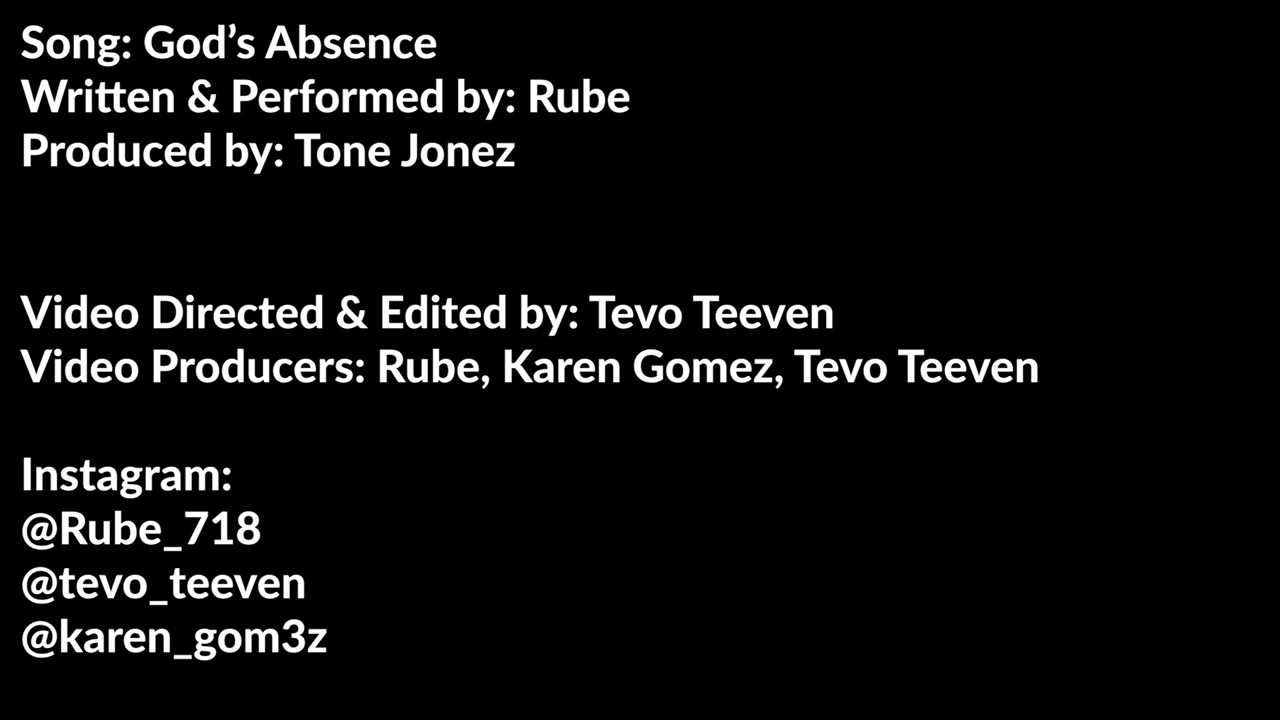 Song: God’s Absence
Written & Performed by: Rube
Produced by: Tone Jonez
Video Directed & Edited by: Tevo Teeven
Video Producers: Rube, Karen Gomez, Tevo Teeven
Instagram:
@Rube_718
@tevo_teeven
@karen_gom3z